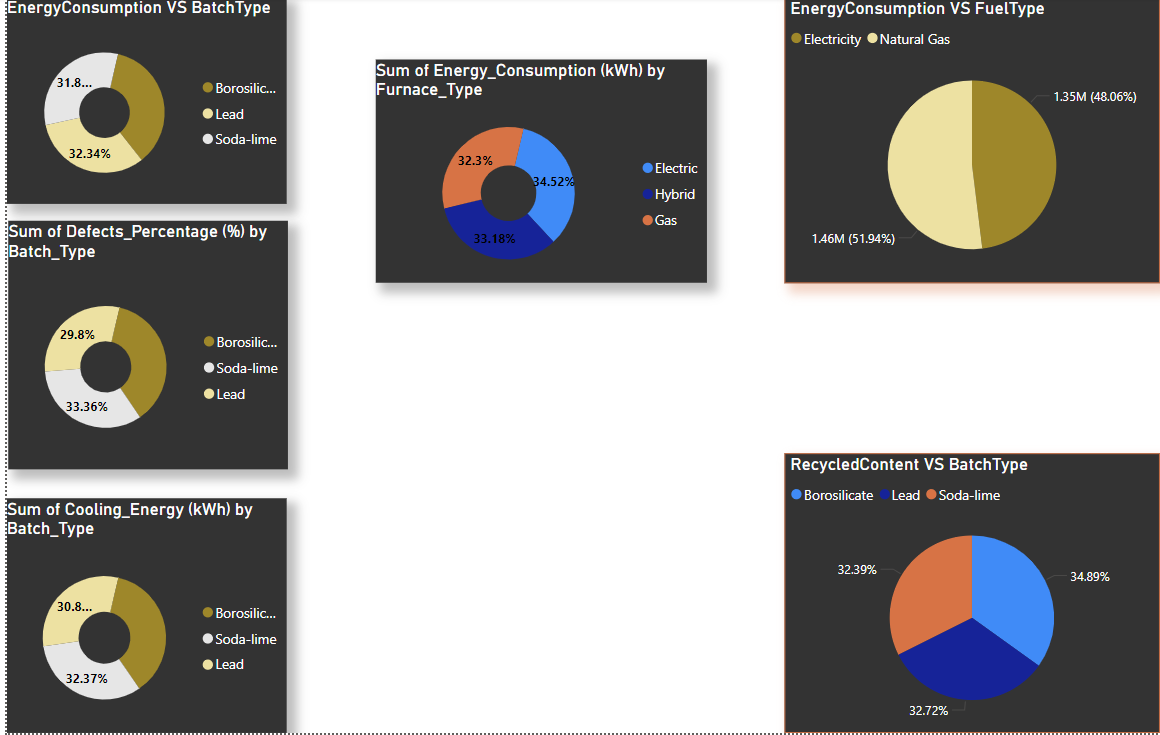 EnergyConsumption VS BatchType
31.8...
32.34%
Borosilic...
Lead
Soda-lime
Sum of Defects_Percentage (%) by
Batch_Type
29.8%
33.36%
Borosilic...
Soda-lime
Lead
Sum of Cooling_Energy (kWh) by
Batch_Type
30.8...
32.37%
Borosilic...
Soda-lime
Lead
Sum of Energy_Consumption (kWh) by
Furnace_Type
32.3%
34.52%
33.18%
Electric
Hybrid
Gas
EnergyConsumption VS FuelType
Electricity Natural Gas
1.35M (48.06%)
1.46M (51.94%)
RecycledContent VS BatchType
Borosilicate Lead Soda-lime
32.39%
34.89%
32.72%